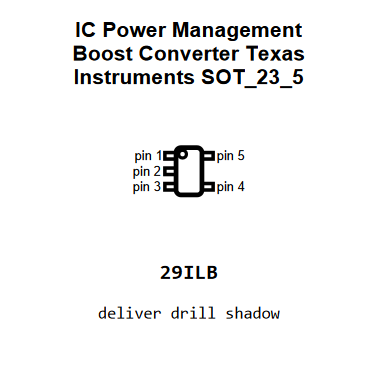 IC Power Management
Boost Converter Texas
Instruments SOT_23_5
pin 1 pin 5
pin 2
pin 3 pin 4
29ILB
deliver drill shadow